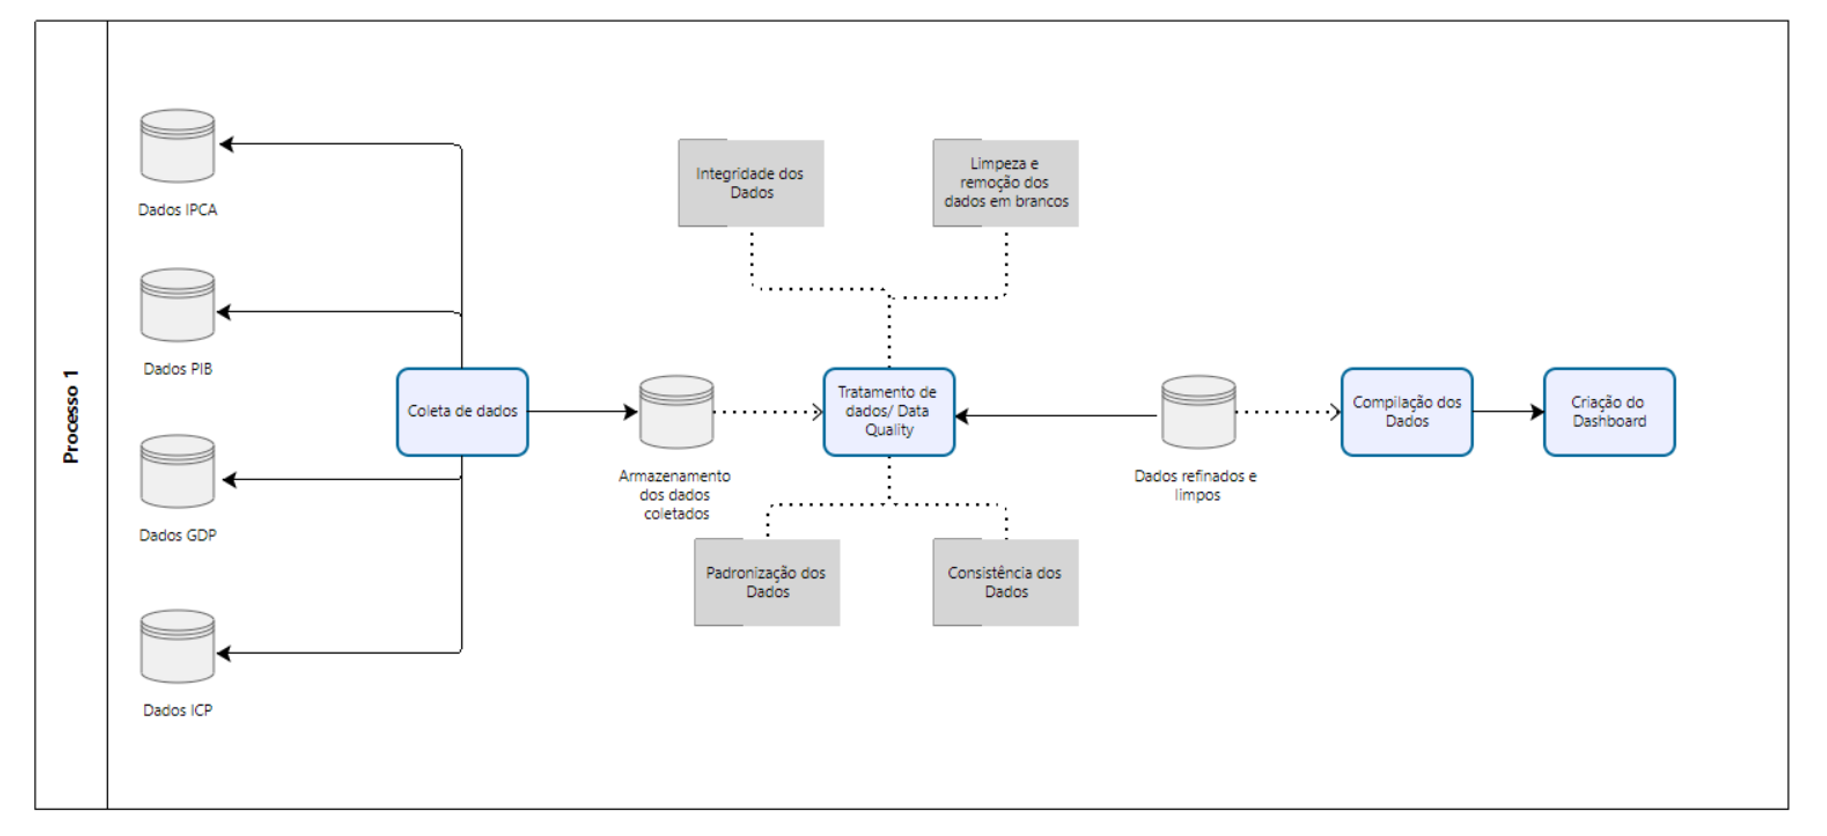 Processo 1
Dados IPCA
Dados PIB
Dados GDP
Dados ICP
Coleta de dados
Armazenamento
dos dados
coletados
Integridade dos
Dados
Limpeza e
remoção dos
dados em brancos
Tratamento de
dados/ Data
Quality
Padronização dos
Dados
Consistência dos
Dados
Dados refinados e
limpos
Compilação dos
Dados
Criação do
Dashboard